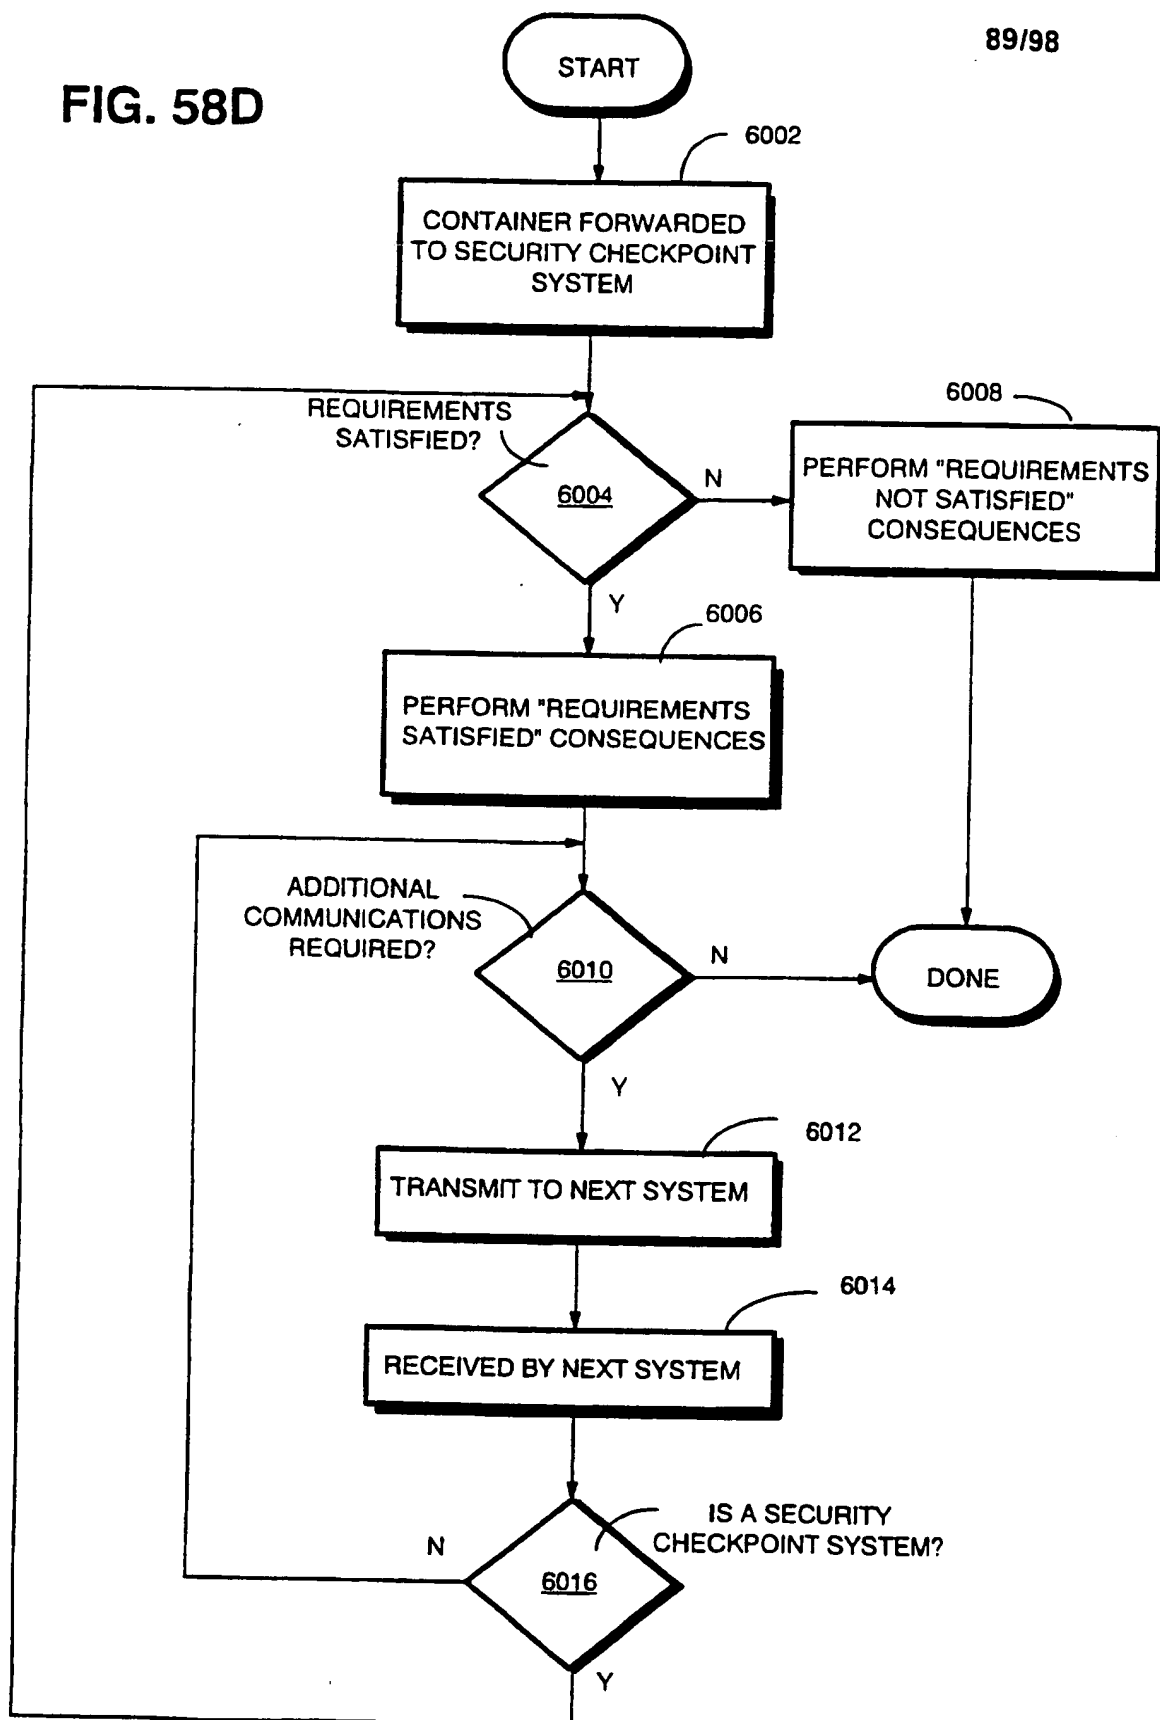 89/98
FIG. 58D
START
6002
CONTAINER FORWARDED
TO SECURITY CHECKPOINT
SYSTEM
REQUIREMENTS
SATISFIED?
6004
N
6008
PERFORM "REQUIREMENTS
NOT SATISFIED"
CONSEQUENCES
Y
6006
PERFORM "REQUIREMENTS
SATISFIED" CONSEQUENCES
ADDITIONAL
COMMUNICATIONS
REQUIRED?
6010
N
DONE
Y
6012
TRANSMIT TO NEXT SYSTEM
6014
RECEIVED BY NEXT SYSTEM
IS A SECURITY
CHECKPOINT SYSTEM?
N
6016
Y